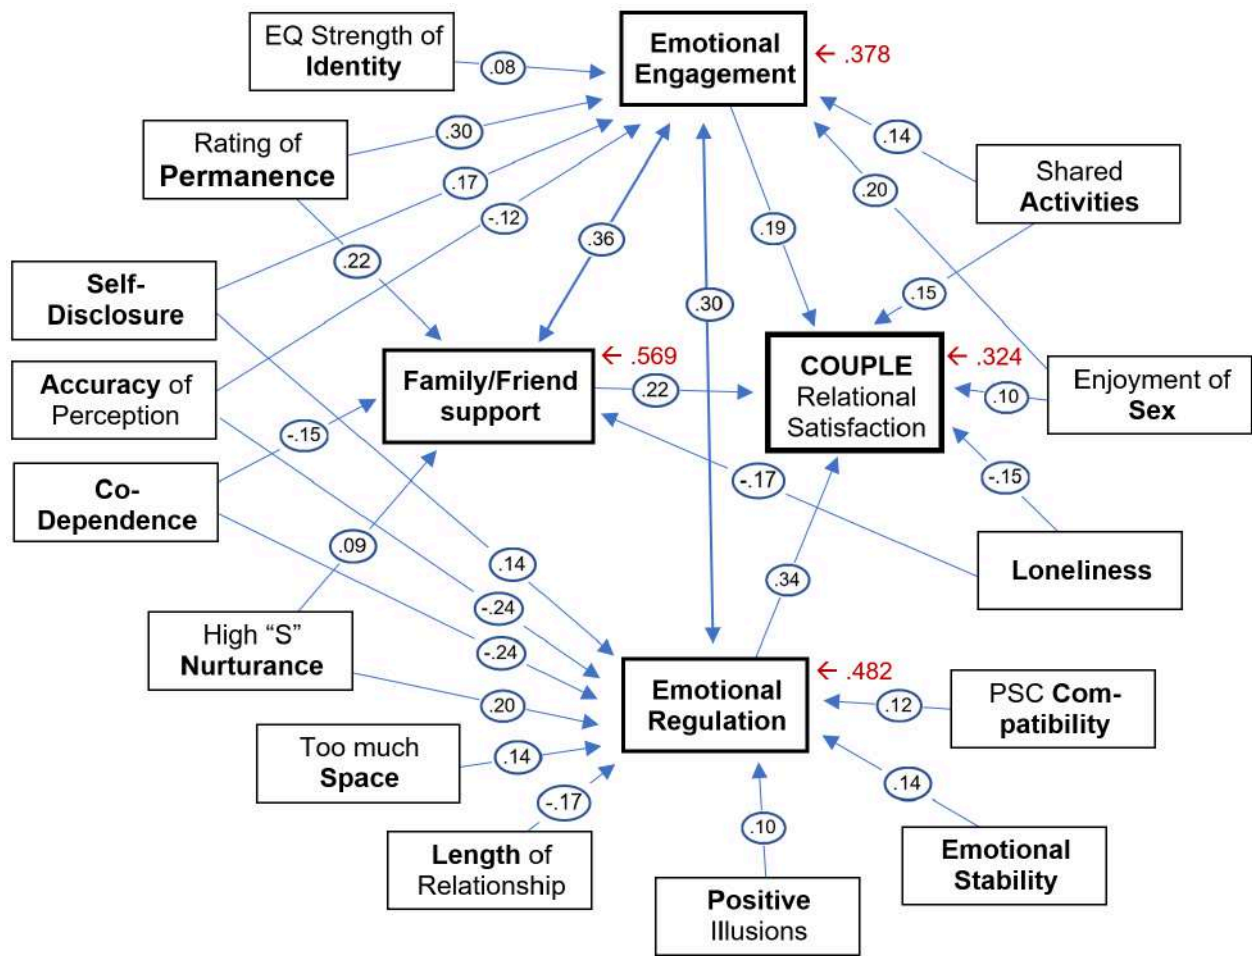 EQ Strength of
Identity
.08
Emotional
Engagement
← .378
.30
Rating of
Permanence
.17
-.12
.14
.20
Shared
Activities
.36
.19
.22
.15
.30
Self-
Disclosure
← .569
← .324
Family/Friend
support
.22
COUPLE
Relational
Satisfaction
.10
Enjoyment of
Sex
Accuracy of
Perception
-.15
-.17
-.15
Co-
Dependence
.09
.14
.34
Loneliness
-.24
-.24
High “S”
Nurturance
.20
Emotional
Regulation
← .482
.12
PSC Com-
patibility
Too much
Space
.14
-.17
.14
.10
Length of
Relationship
Emotional
Stability
Positive
Illusions